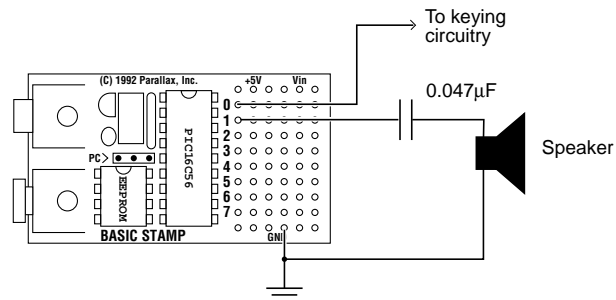 To keying
circuitry
(C) 1992 Parallax, Inc.
+5V
Vin
0
1
2
3
4
5
6
7
PC>
PIC16C56
EEPROM
BASIC STAMP
GND
0.047µF
Speaker